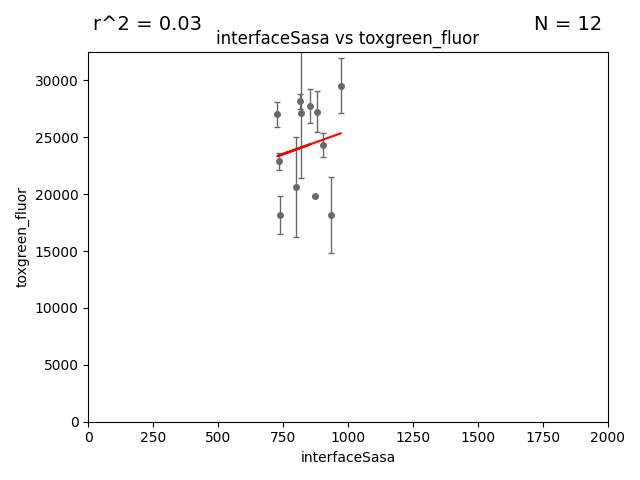 r^2 = 0.03
N = 12
interfaceSasa vs toxgreen_fluor
30000
25000
20000
15000
10000
5000
0
toxgreen_fluor
0 250 500 750 1000 1250 1500 1750 2000
interfaceSasa